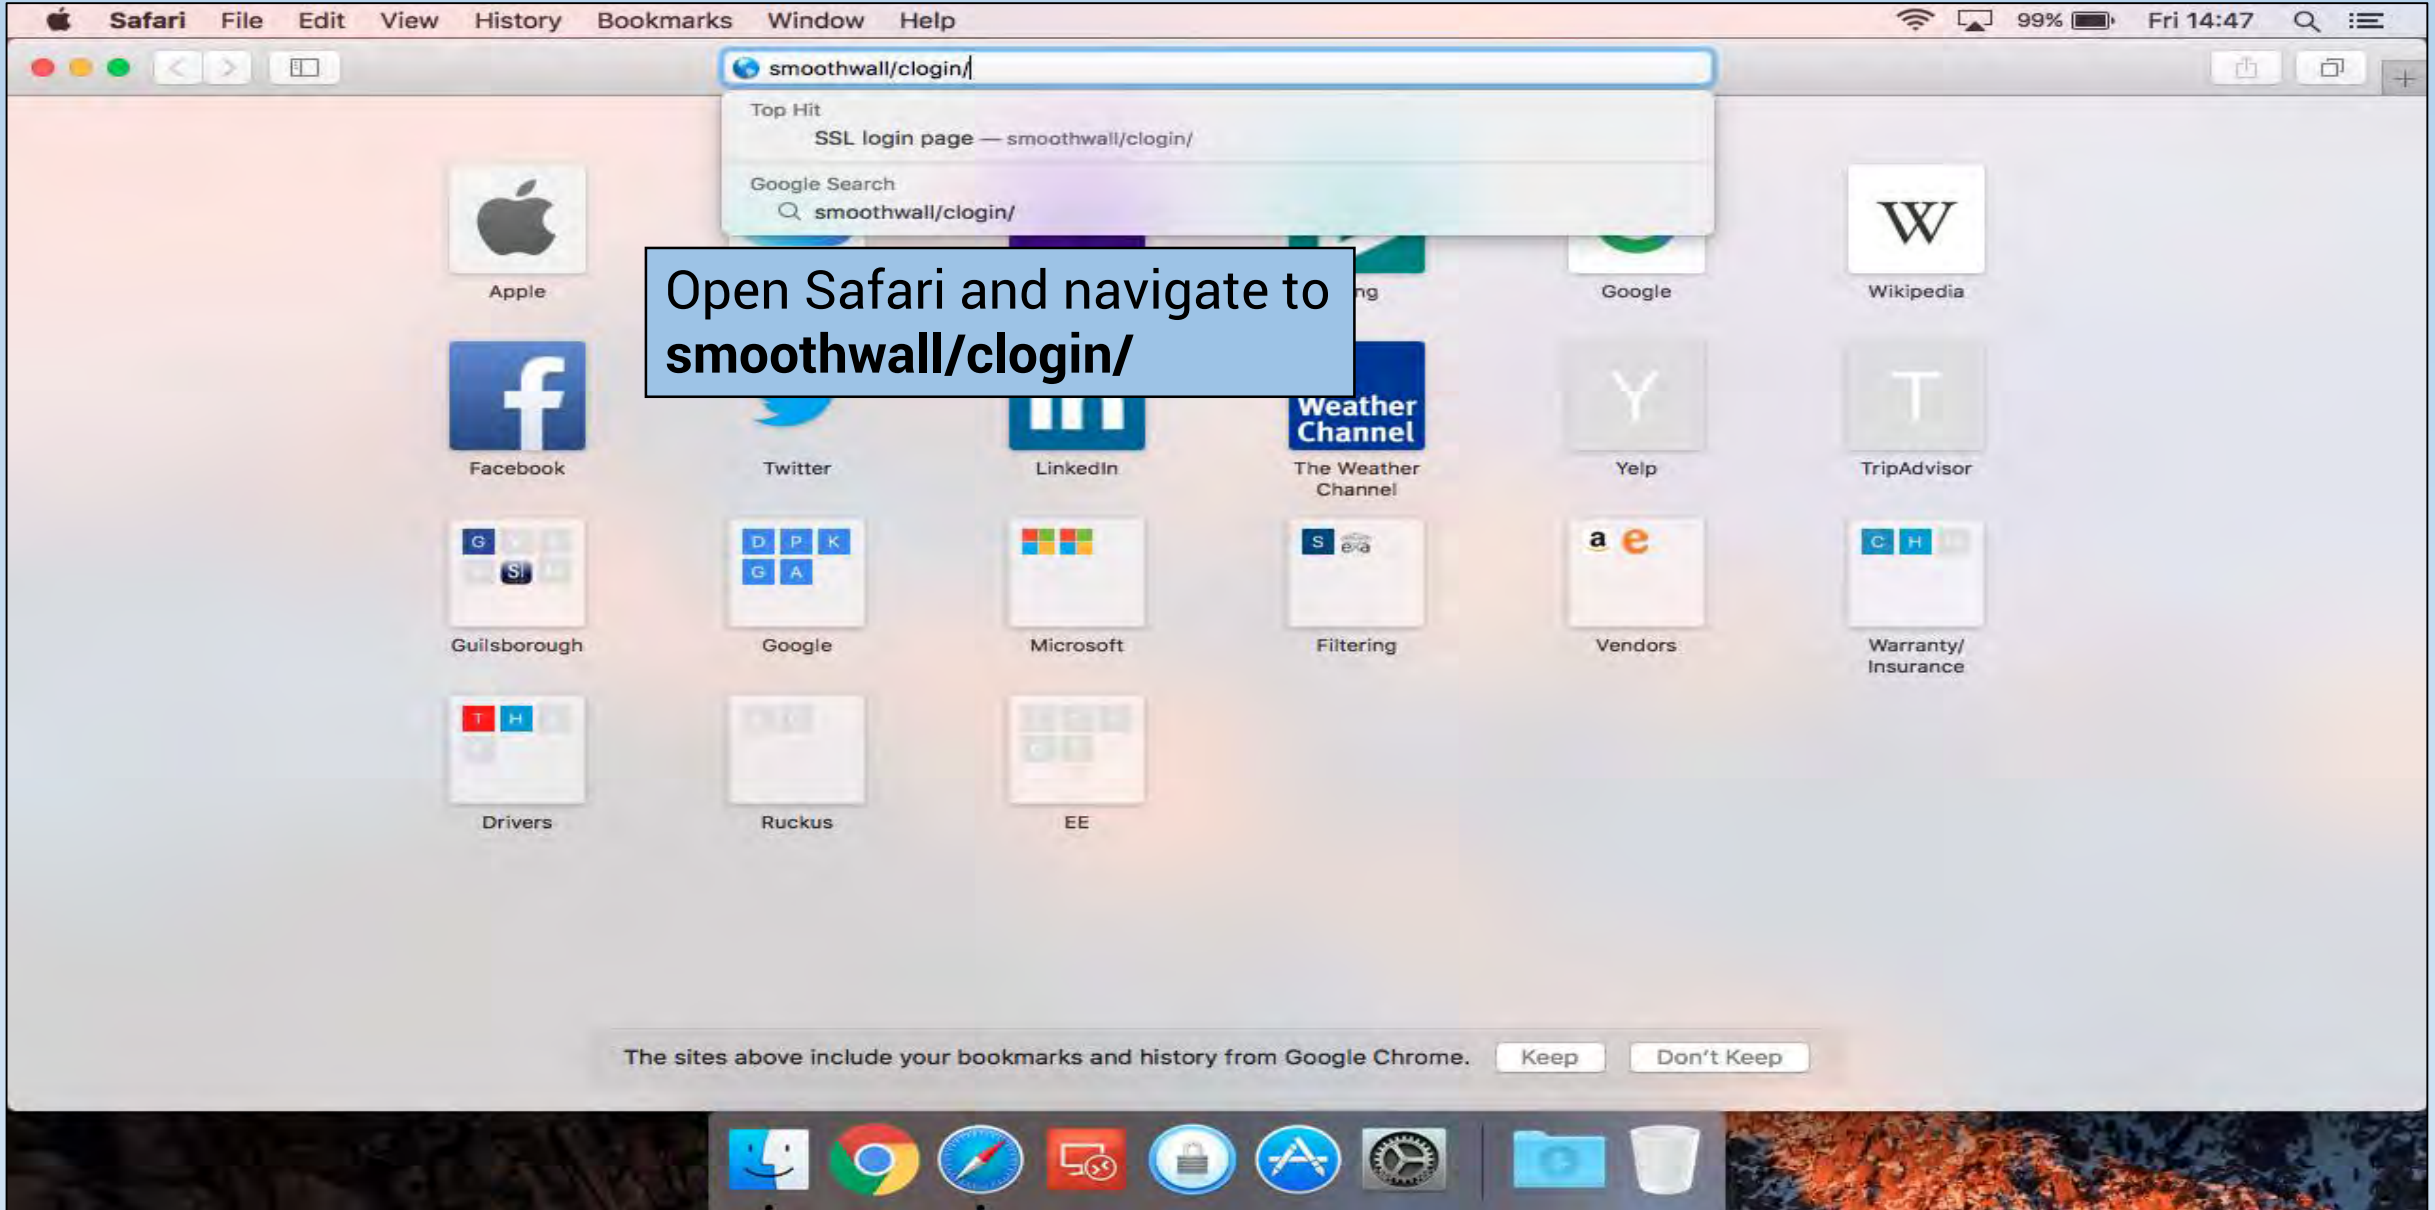 Safari File Edit View History Bookmarks Window Help 99% Fri 14:47
smoothwall/clogin/
Top Hit
SSL login page — smoothwall/clogin/
Google Search
smoothwall/clogin/
W
Open Safari and navigate to
smoothwall/clogin/
Apple
ng
Google
Wikipedia
f
in
Weather
Channel
Y
T
Facebook
Twitter
LinkedIn
The Weather
Channel
Yelp
TripAdvisor
G
D P K
S exa
a e
C H
S
G A
Guilsborough
Google
Microsoft
Filtering
Vendors
Warranty/
Insurance
T H
Drivers
Ruckus
EE
The sites above include your bookmarks and history from Google Chrome. Keep Don't Keep